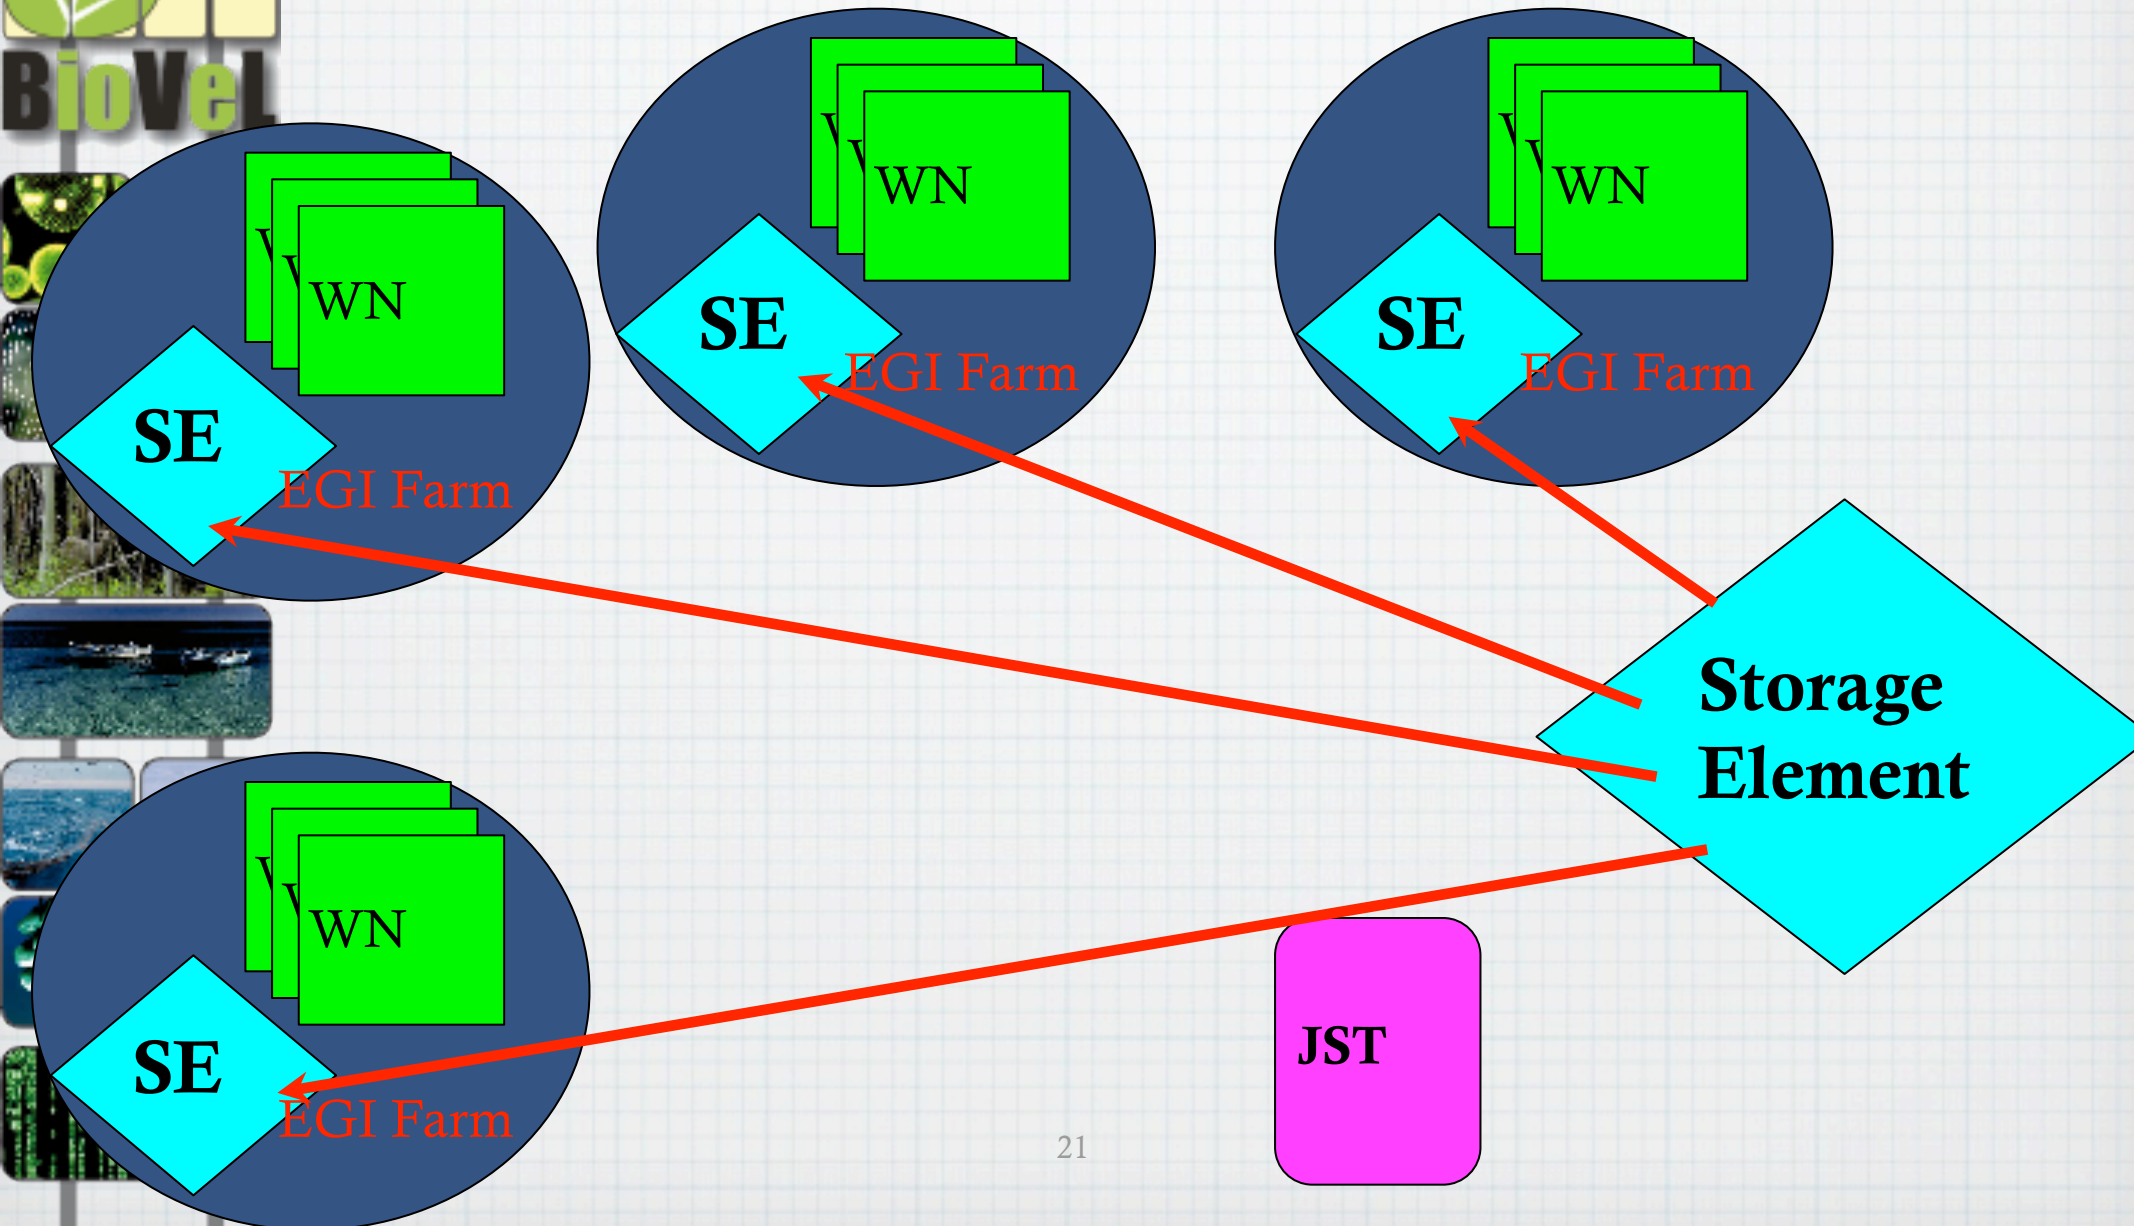 BioVeL
WN
SE
EGI Farm
WN
SE
EGI Farm
WN
SE
EGI Farm
Storage
Element
WN
SE
EGI Farm
JST
21